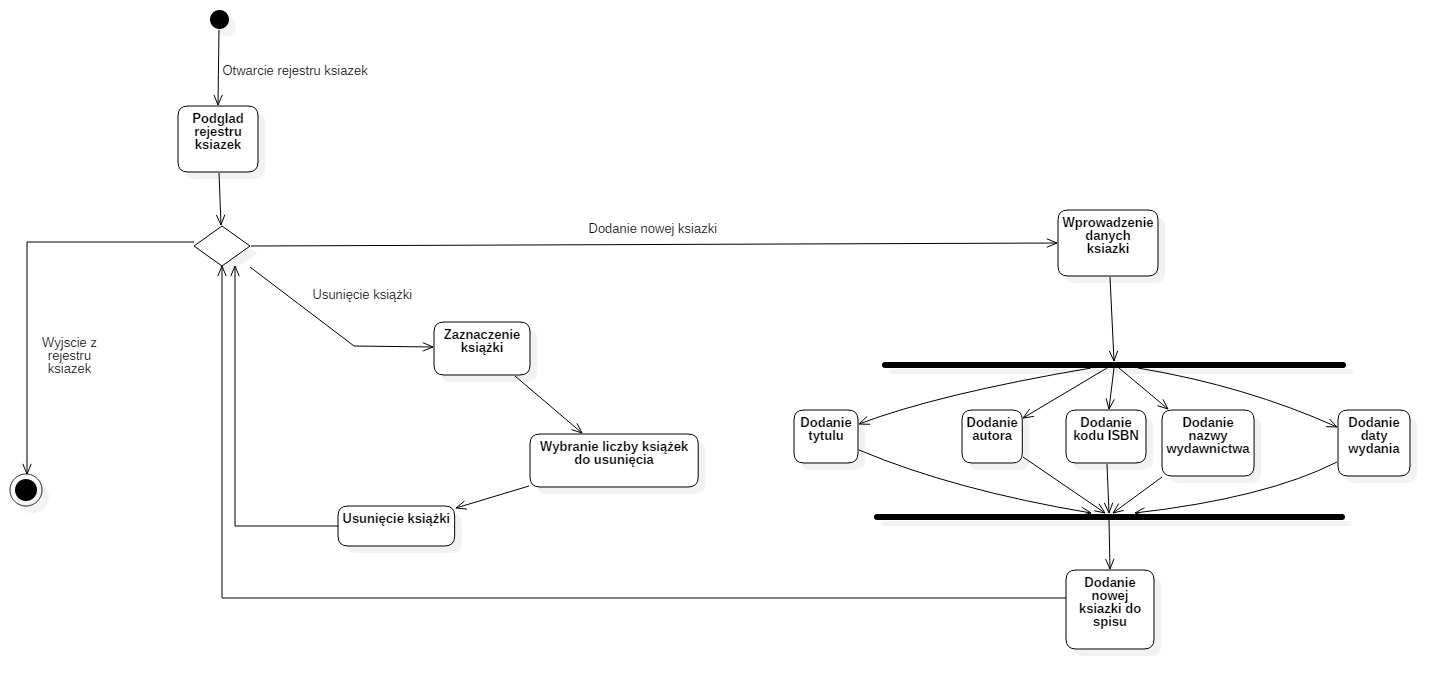 Otwarcie rejestru ksiazek
Podglad
rejestru
ksiazek
Dodanie nowej ksiazki
Wprowadzenie
danych
ksiazki
Usunięcie książki
Wyjscie z
rejestru
ksiazek
Zaznaczenie
książki
Wybranie liczby książek
do usunięcia
Usunięcie książki
Dodanie
tytulu
Dodanie
autora
Dodanie
kodu ISBN
Dodanie
nazwy
wydawnictwa
Dodanie
daty
wydania
Dodanie
nowej
ksiazki do
spisu